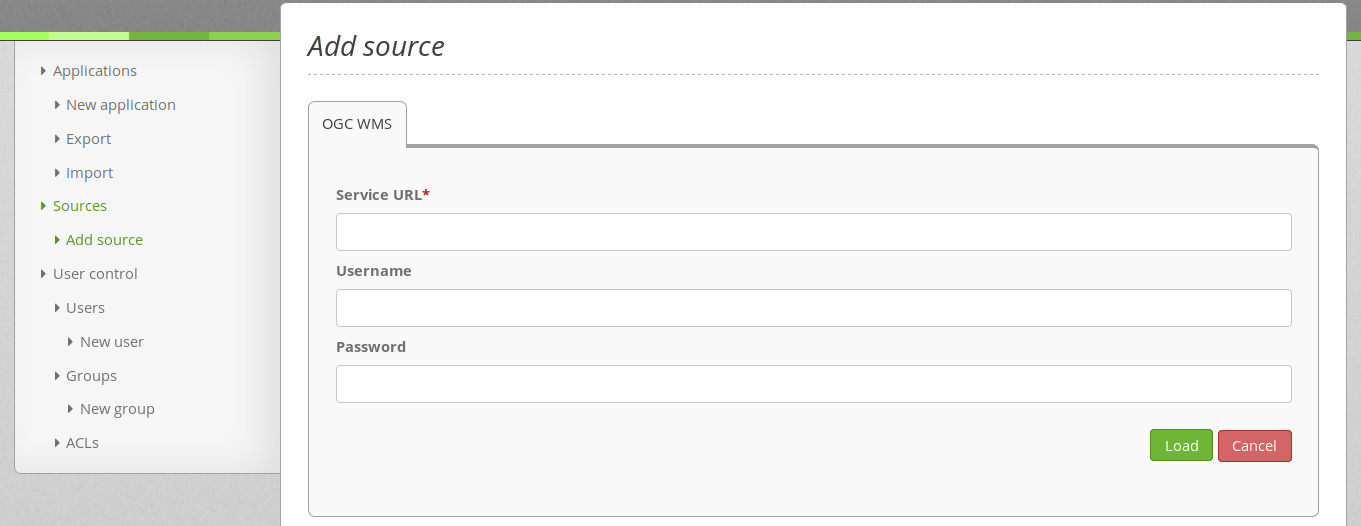 Add source
Applications
New application
Export
Import
Sources
Add source
User control
Users
New user
Groups
New group
ACLs
OGC WMS
Service URL*
Username
Password
Load Cancel